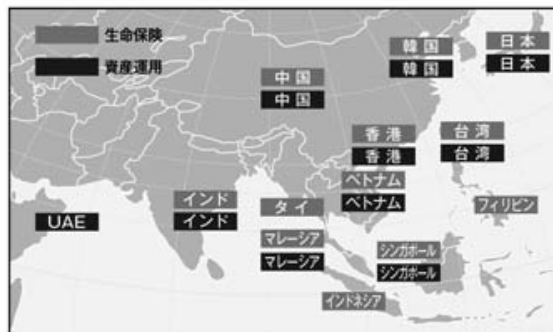 生命保険
資産運用
韓国
韓国
日本
日本
中国
中国
香港
香港
台湾
台湾
ベトナム
ベトナム
インド
インド
タイ
フィリピン
UAE
マレーシア
マレーシア
シンガポール
シンガポール
インドネシア